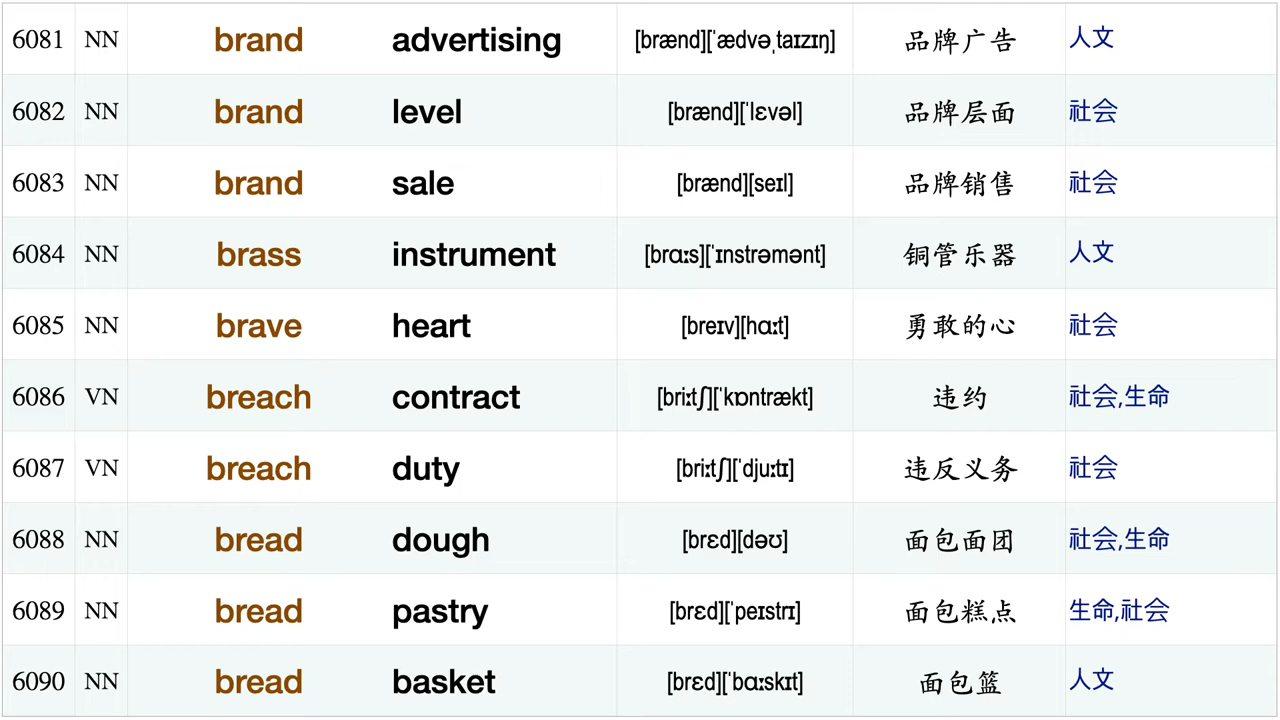 6081 NN brand advertising [brænd][ˈædvəˌtaɪzɪŋ] 品牌广告 人文
6082 NN brand level [brænd][ˈlɛvəl] 品牌层面 社会
6083 NN brand sale [brænd][seɪl] 品牌销售 社会
6084 NN brass instrument [brɑːs][ˈɪnstrəmənt] 铜管乐器 人文
6085 NN brave heart [breɪv][hɑːt] 勇敢的心 社会
6086 VN breach contract [briːtʃ][ˈkɒntrækt] 违约 社会,生命
6087 VN breach duty [briːtʃ][ˈdjuːtɪ] 违反义务 社会
6088 NN bread dough [brɛd][dəʊ] 面包面团 社会,生命
6089 NN bread pastry [brɛd][ˈpeɪstrɪ] 面包糕点 生命,社会
6090 NN bread basket [brɛd][ˈbɑːskɪt] 面包篮 人文